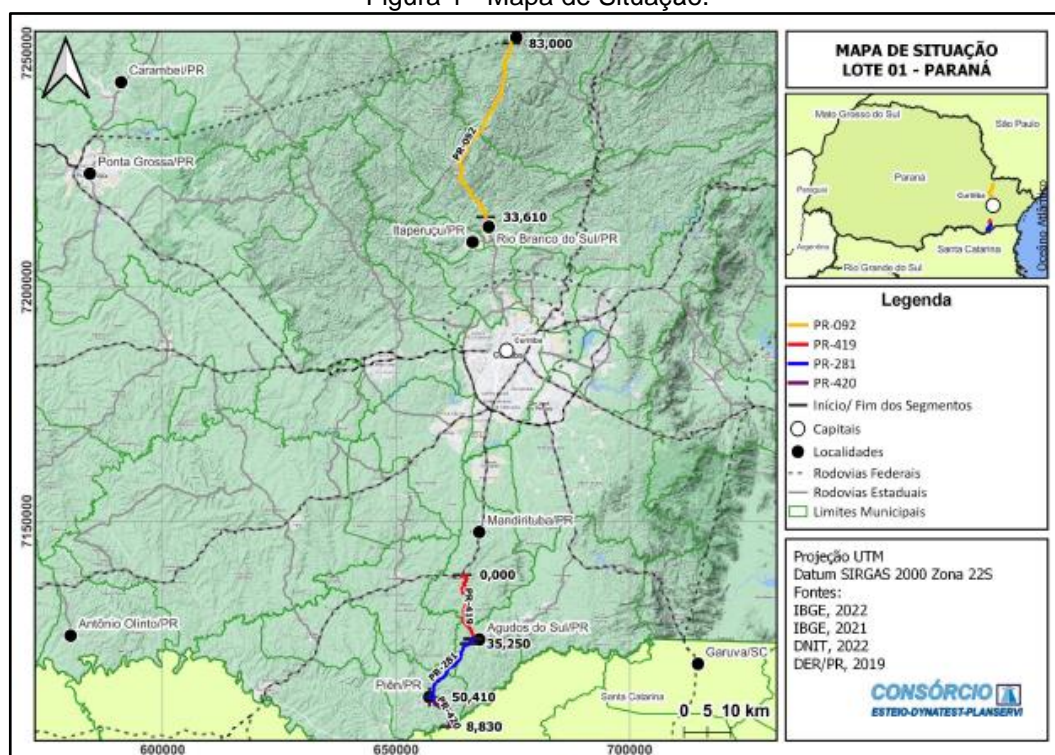 Figura 1 - Mapa de Situação.
83,000
7250000
Carambeí/PR
PR-092
Ponta Grossa/PR
33,610
Itaperuçu/PR
Rio Branco do Sul/PR
7200000
Curitiba
7150000
Mandirituba/PR
0,000
PR-419
Antônio Olinto/PR
Agudos do Sul/PR
35,250
PR-281
Garuva/SC
Piên/PR
50,410
Santa Catarina
PR-420
8,830
0 5 10 km
600000
650000
700000
MAPA DE SITUAÇÃO
LOTE 01 - PARANÁ
Mato Grosso do Sul
São Paulo
Paraguai
Paraná
Curitiba
Argentina
Santa Catarina
Rio Grande do Sul
Oceano Atlântico
Legenda
PR-092
PR-419
PR-281
PR-420
Início/ Fim dos Segmentos
Capitais
Localidades
Rodovias Federais
Rodovias Estaduais
Limites Municipais
Projeção UTM
Datum SIRGAS 2000 Zona 22S
Fontes:
IBGE, 2022
IBGE, 2021
DNIT, 2022
DER/PR, 2019
CONSÓRCIO
ESTEIO-DYNATEST-PLANSERVI